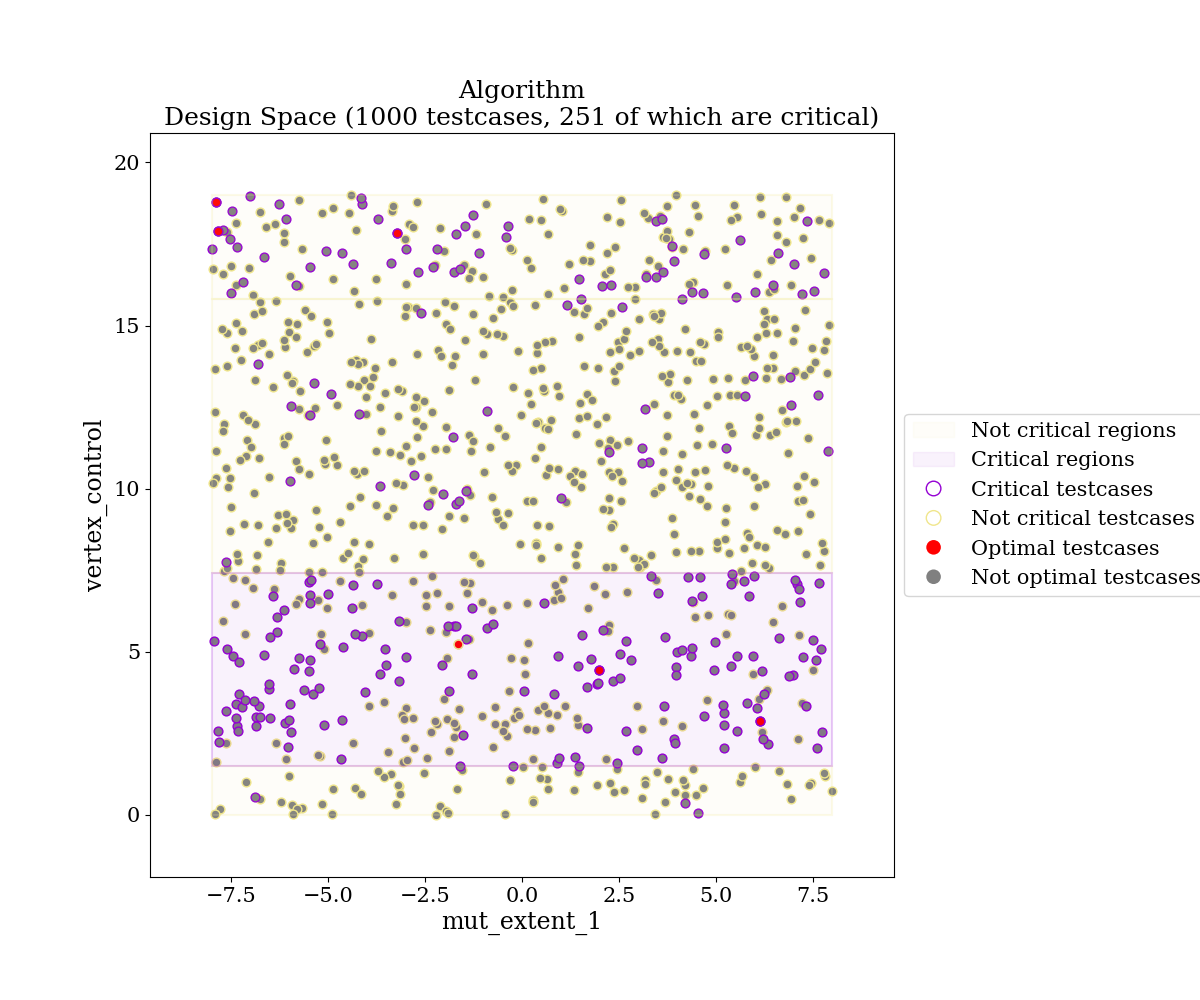 Algorithm
Design Space (1000 testcases, 251 of which are critical)
20
15
10
5
0
vertex_control
−7.5
−5.0
−2.5
0.0
2.5
5.0
7.5
mut_extent_1
Not critical regions
Critical regions
Critical testcases
Not critical testcases
Optimal testcases
Not optimal testcases